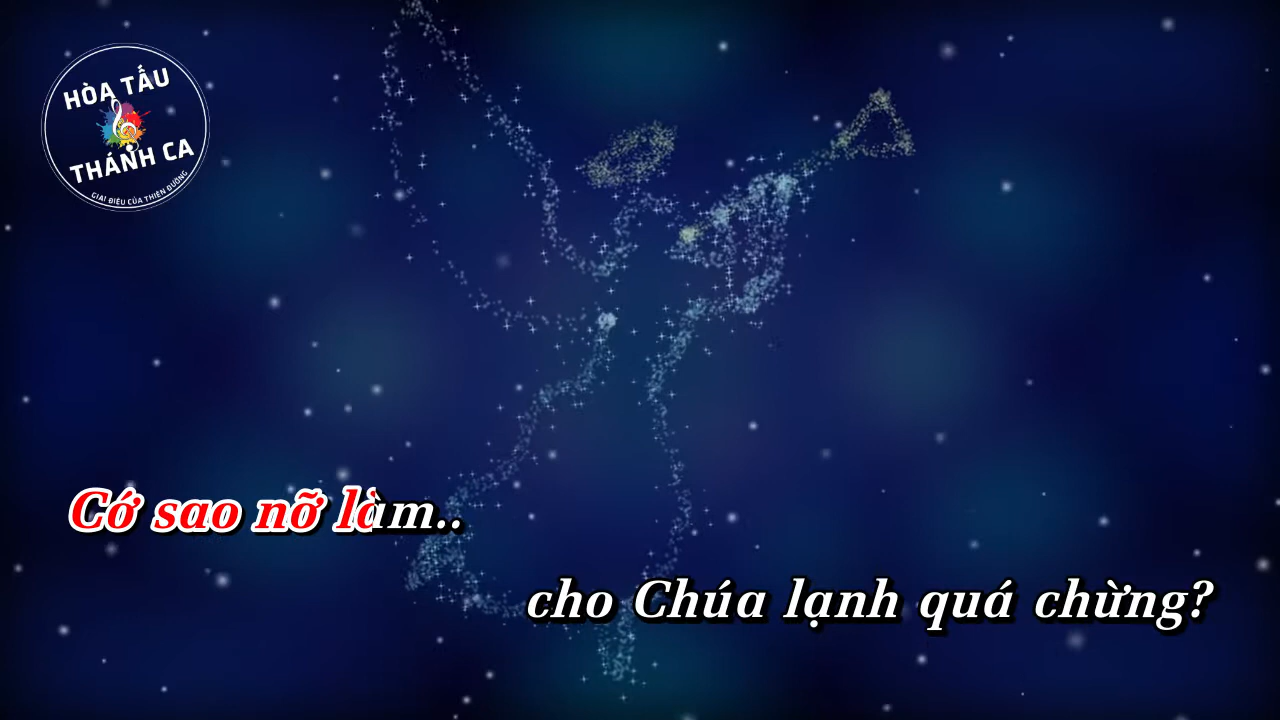 HÒA TẤU
THÁNH CA
GIAI ĐIỆU CỦA THIÊN ĐƯỜNG
Cớ sao nỡ làm..
cho Chúa lạnh quá chừng?